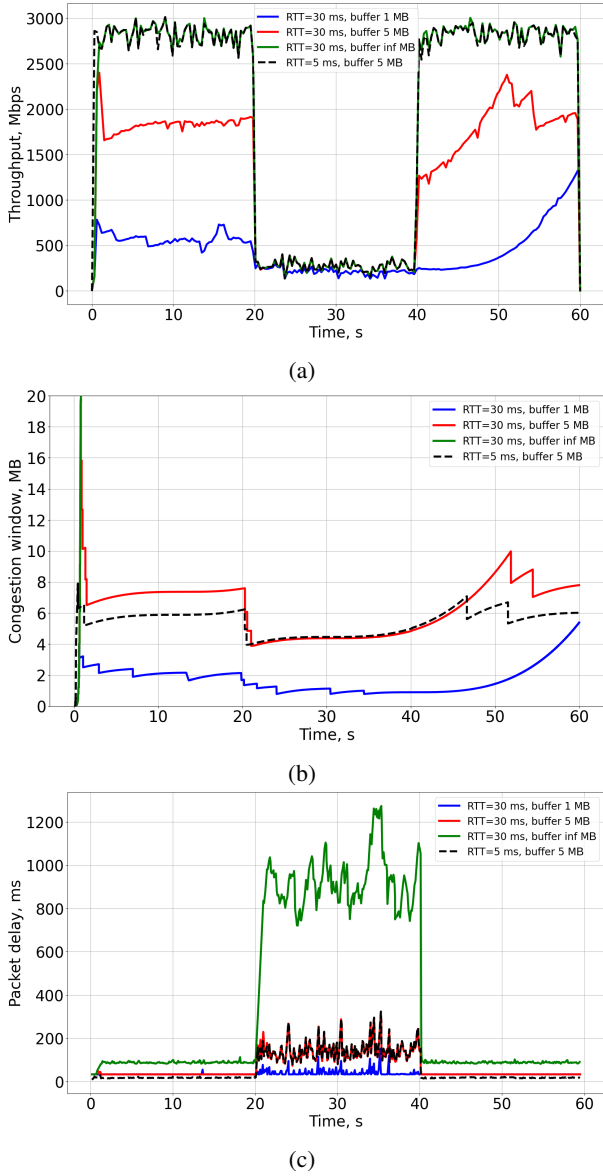 3000
2500
2000
1500
1000
500
0
Throughput, Mbps
RTT=30 ms, buffer 1 MB
RTT=30 ms, buffer 5 MB
RTT=30 ms, buffer inf MB
RTT=5 ms, buffer 5 MB
0 10 20 30 40 50 60
Time, s
(a)
20
18
16
14
12
10
8
6
4
2
0
Congestion window, MB
RTT=30 ms, buffer 1 MB
RTT=30 ms, buffer 5 MB
RTT=30 ms, buffer inf MB
RTT=5 ms, buffer 5 MB
0 10 20 30 40 50 60
Time, s
(b)
1200
1000
800
600
400
200
0
Packet delay, ms
RTT=30 ms, buffer 1 MB
RTT=30 ms, buffer 5 MB
RTT=30 ms, buffer inf MB
RTT=5 ms, buffer 5 MB
0 10 20 30 40 50 60
Time, s
(c)